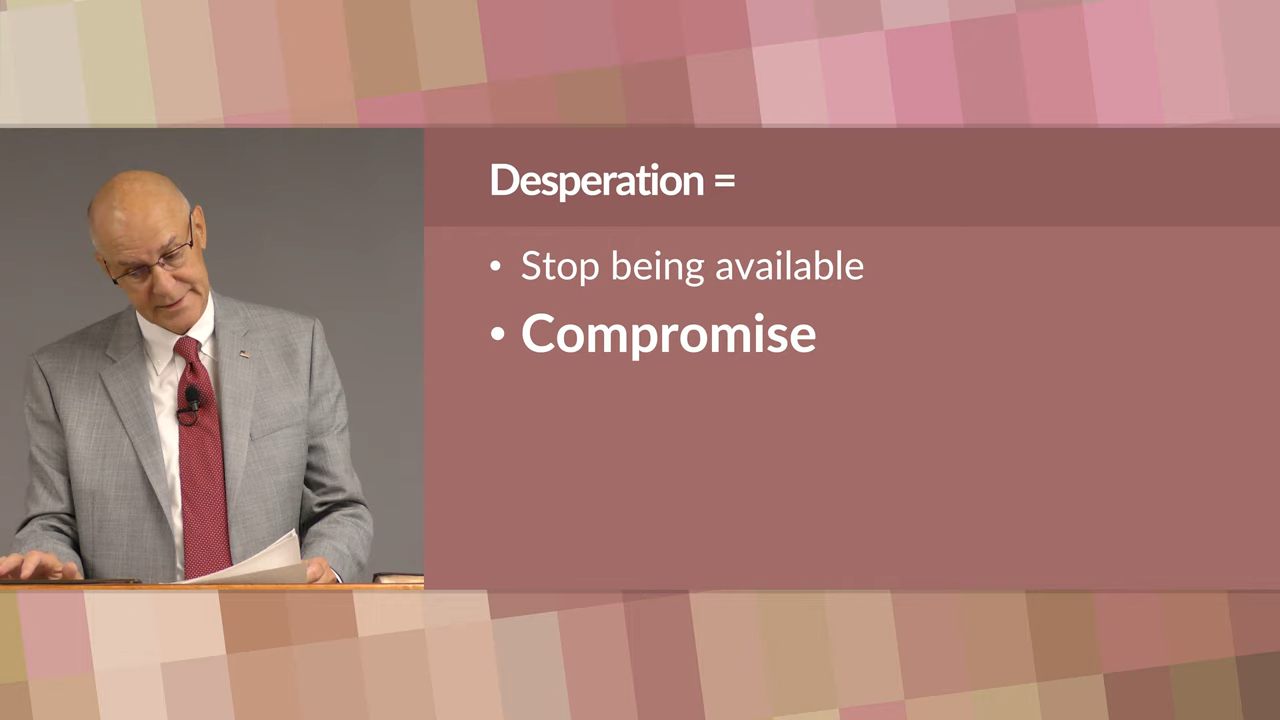 Desperation =
• Stop being available
• Compromise